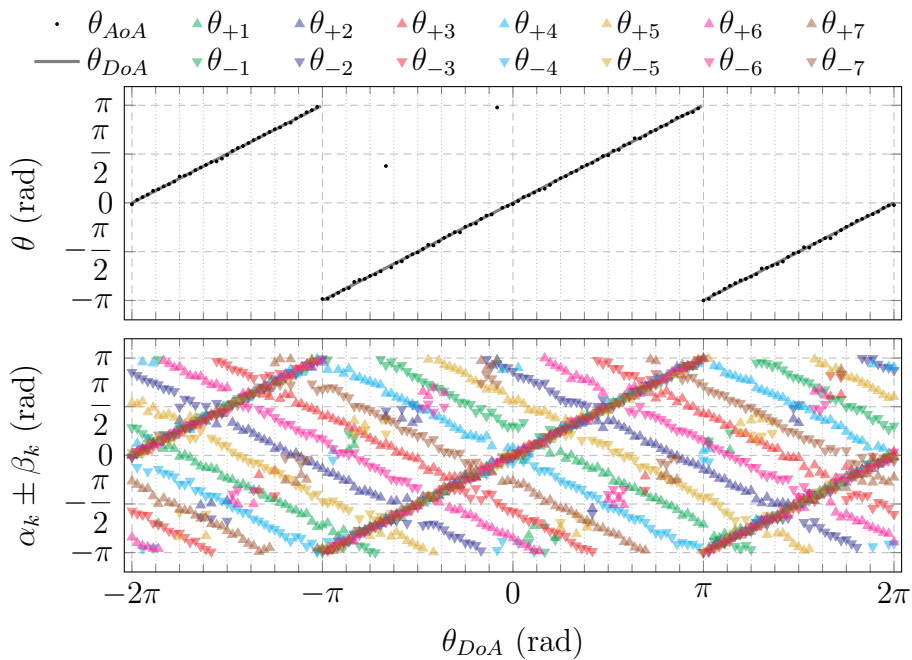 θ_AoA θ_+1 θ_+2 θ_+3 θ_+4 θ_+5 θ_+6 θ_+7
θ_DoA θ_−1 θ_−2 θ_−3 θ_−4 θ_−5 θ_−6 θ_−7
π
π/2
0
−π/2
−π
θ (rad)
π
π/2
0
−π/2
−π
α_k ± β_k (rad)
−2π −π 0 π 2π
θ_DoA (rad)